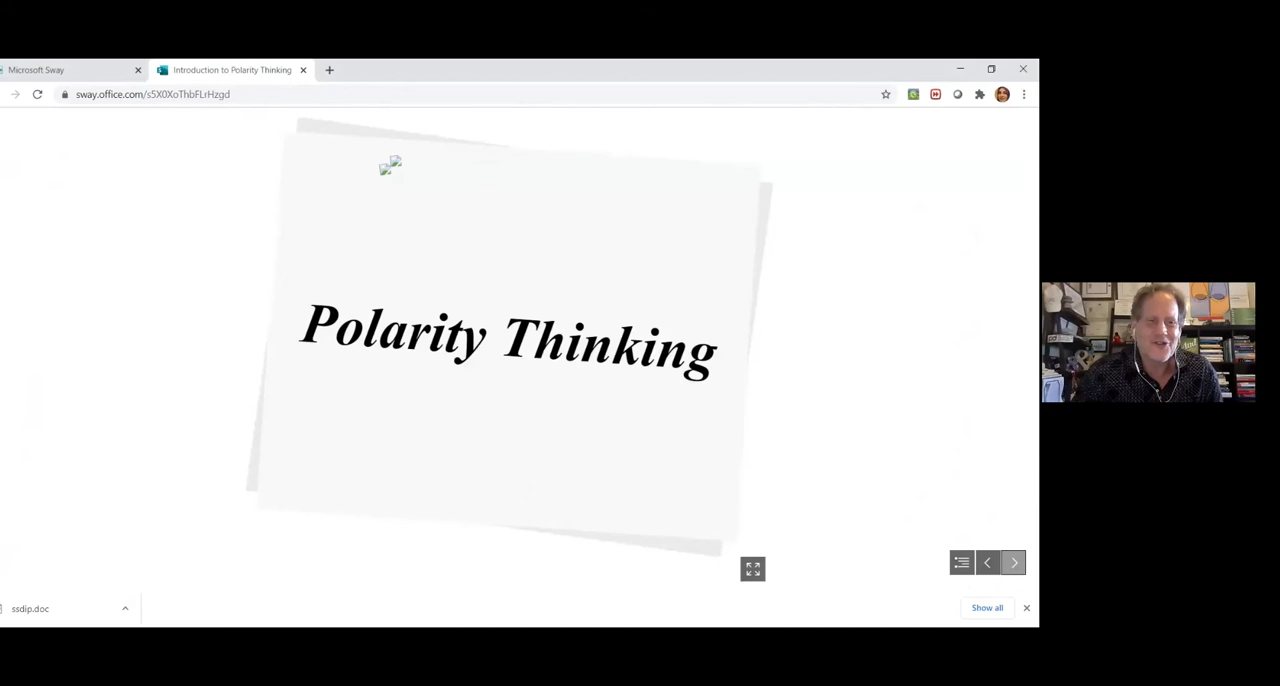 Microsoft Sway
Introduction to Polarity Thinking
sway.office.com/s5X0XoThbFLrHzgd
Polarity Thinking
ssdip.doc
Show all